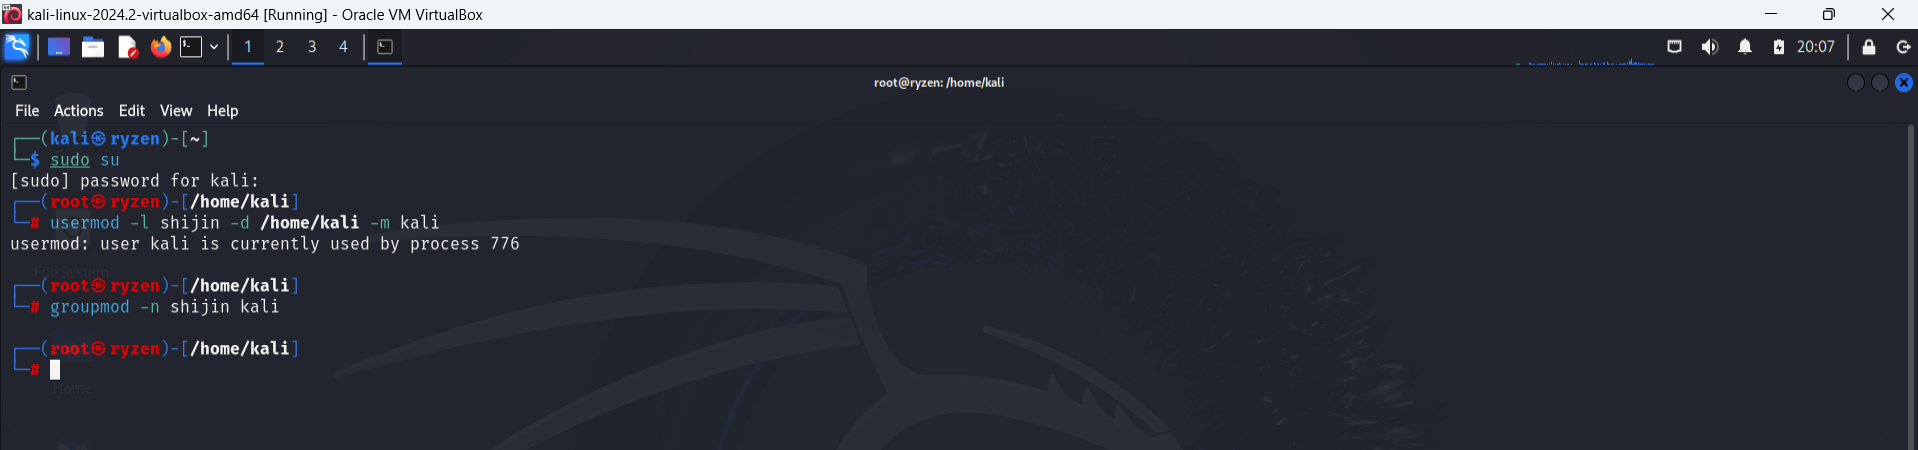 kali-linux-2024.2-virtualbox-amd64 [Running] - Oracle VM VirtualBox
1 2 3 4 20:07
root@ryzen: /home/kali
File Actions Edit View Help
┌──(kali㉿ryzen)-[~]
└─$ sudo su
[sudo] password for kali:
┌──(root㉿ryzen)-[/home/kali]
└─# usermod -l shijin -d /home/kali -m kali
usermod: user kali is currently used by process 776
File System
┌──(root㉿ryzen)-[/home/kali]
└─# groupmod -n shijin kali
┌──(root㉿ryzen)-[/home/kali]
└─#
Home